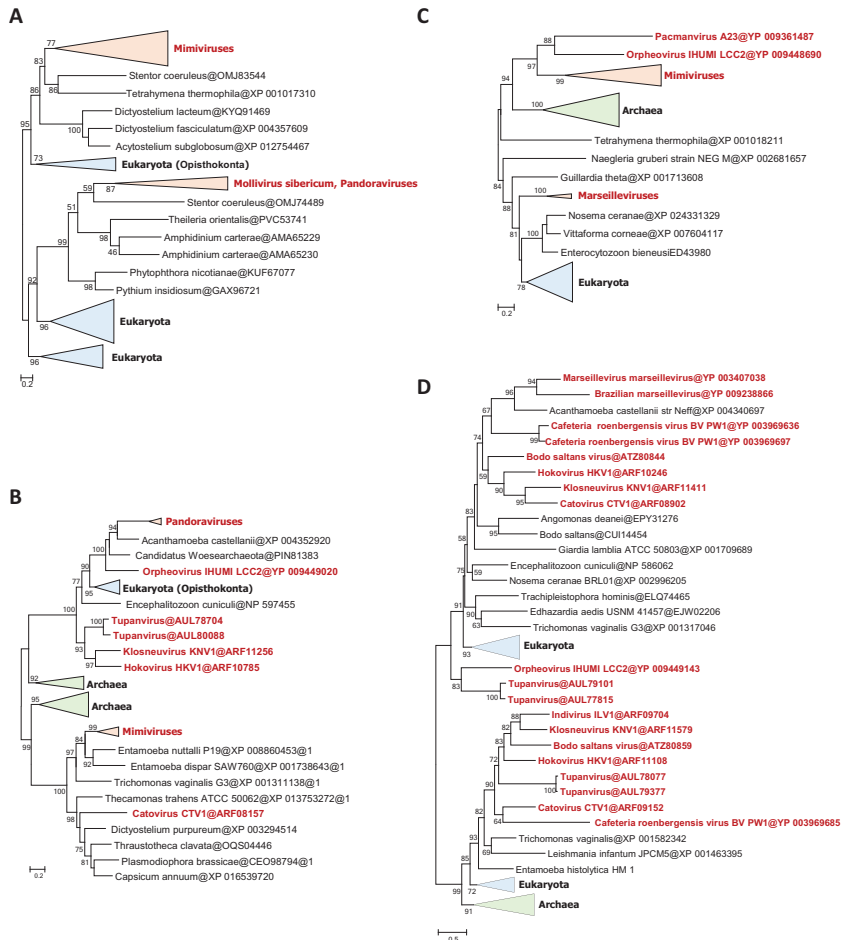 A
77
Mimiviruses
83
Stentor coeruleus@OMJ83544
86
86
Tetrahymena thermophila@XP 001017310
Dictyostelium lacteum@KYQ91469
95
100
Dictyostelium fasciculatum@XP 004357609
Acytostelium subglobosum@XP 012754467
73
Eukaryota (Opisthokonta)
59
87
Mollivirus sibericum, Pandoraviruses
51
Stentor coeruleus@OMJ74489
Theileria orientalis@PVC53741
99
98
Amphidinium carterae@AMA65229
46
Amphidinium carterae@AMA65230
92
Phytophthora nicotianae@KUF67077
98
Pythium insidiosum@GAX96721
96
Eukaryota
96
Eukaryota
0.2
B
94
Pandoraviruses
100
Acanthamoeba castellanii@XP 004352920
Candidatus Woesearchaeota@PIN81383
90
Orpheovirus IHUMI LCC2@YP 009449020
77
95
Eukaryota (Opisthokonta)
100
Encephalitozoon cuniculi@NP 597455
100
Tupanvirus@AUL78704
Tupanvirus@AUL80088
93
Klosneuvirus KNV1@ARF11256
97
Hokovirus HKV1@ARF10785
92
Archaea
95
Archaea
99
99
Mimiviruses
84
97
Entamoeba nuttalli P19@XP 008860453@1
92
Entamoeba dispar SAW760@XP 001738643@1
Trichomonas vaginalis G3@XP 001311138@1
100
Thecamonas trahens ATCC 50062@XP 013753272@1
98
Catovirus CTV1@ARF08157
Dictyostelium purpureum@XP 003294514
75
Thraustotheca clavata@OQS04446
81
Plasmodiophora brassicae@CEO98794@1
Capsicum annuum@XP 016539720
0.2
C
88
Pacmanvirus A23@YP 009361487
Orpheovirus IHUMI LCC2@YP 009448690
97
99
Mimiviruses
94
100
Archaea
Tetrahymena thermophila@XP 001018211
Naegleria gruberi strain NEG M@XP 002681657
84
Guillardia theta@XP 001713608
88
100
Marseilleviruses
Nosema ceranae@XP 024331329
81
100
Vittaforma corneae@XP 007604117
Enterocytozoon bieneusiED43980
78
Eukaryota
0.2
D
94
Marseillevirus marseillevirus@YP 003407038
96
Brazilian marseillevirus@YP 009238866
67
Acanthamoeba castellanii str Neff@XP 004340697
Cafeteria roenbergensis virus BV PW1@YP 003969636
99
Cafeteria roenbergensis virus BV PW1@YP 003969697
74
Bodo saltans virus@ATZ80844
59
Hokovirus HKV1@ARF10246
90
Klosneuvirus KNV1@ARF11411
95
Catovirus CTV1@ARF08902
83
Angomonas deanei@EPY31276
95
Bodo saltans@CUI14454
58
Giardia lamblia ATCC 50803@XP 001709689
Encephalitozoon cuniculi@NP 586062
75
59
Nosema ceranae BRL01@XP 002996205
Trachipleistophora hominis@ELQ74465
91
90
Edhazardia aedis USNM 41457@EJW02206
63
Trichomonas vaginalis G3@XP 001317046
93
Eukaryota
Orpheovirus IHUMI LCC2@YP 009449143
83
Tupanvirus@AUL79101
100
Tupanvirus@AUL77815
88
Indivirus ILV1@ARF09704
82
Klosneuvirus KNV1@ARF11579
83
Bodo saltans virus@ATZ80859
72
Hokovirus HKV1@ARF11108
90
Tupanvirus@AUL78077
100
Tupanvirus@AUL79377
Catovirus CTV1@ARF09152
64
Cafeteria roenbergensis virus BV PW1@YP 003969685
82
Trichomonas vaginalis@XP 001582342
93
69
Leishmania infantum JPCM5@XP 001463395
85
Entamoeba histolytica HM 1
99
72
Eukaryota
91
Archaea
0.5